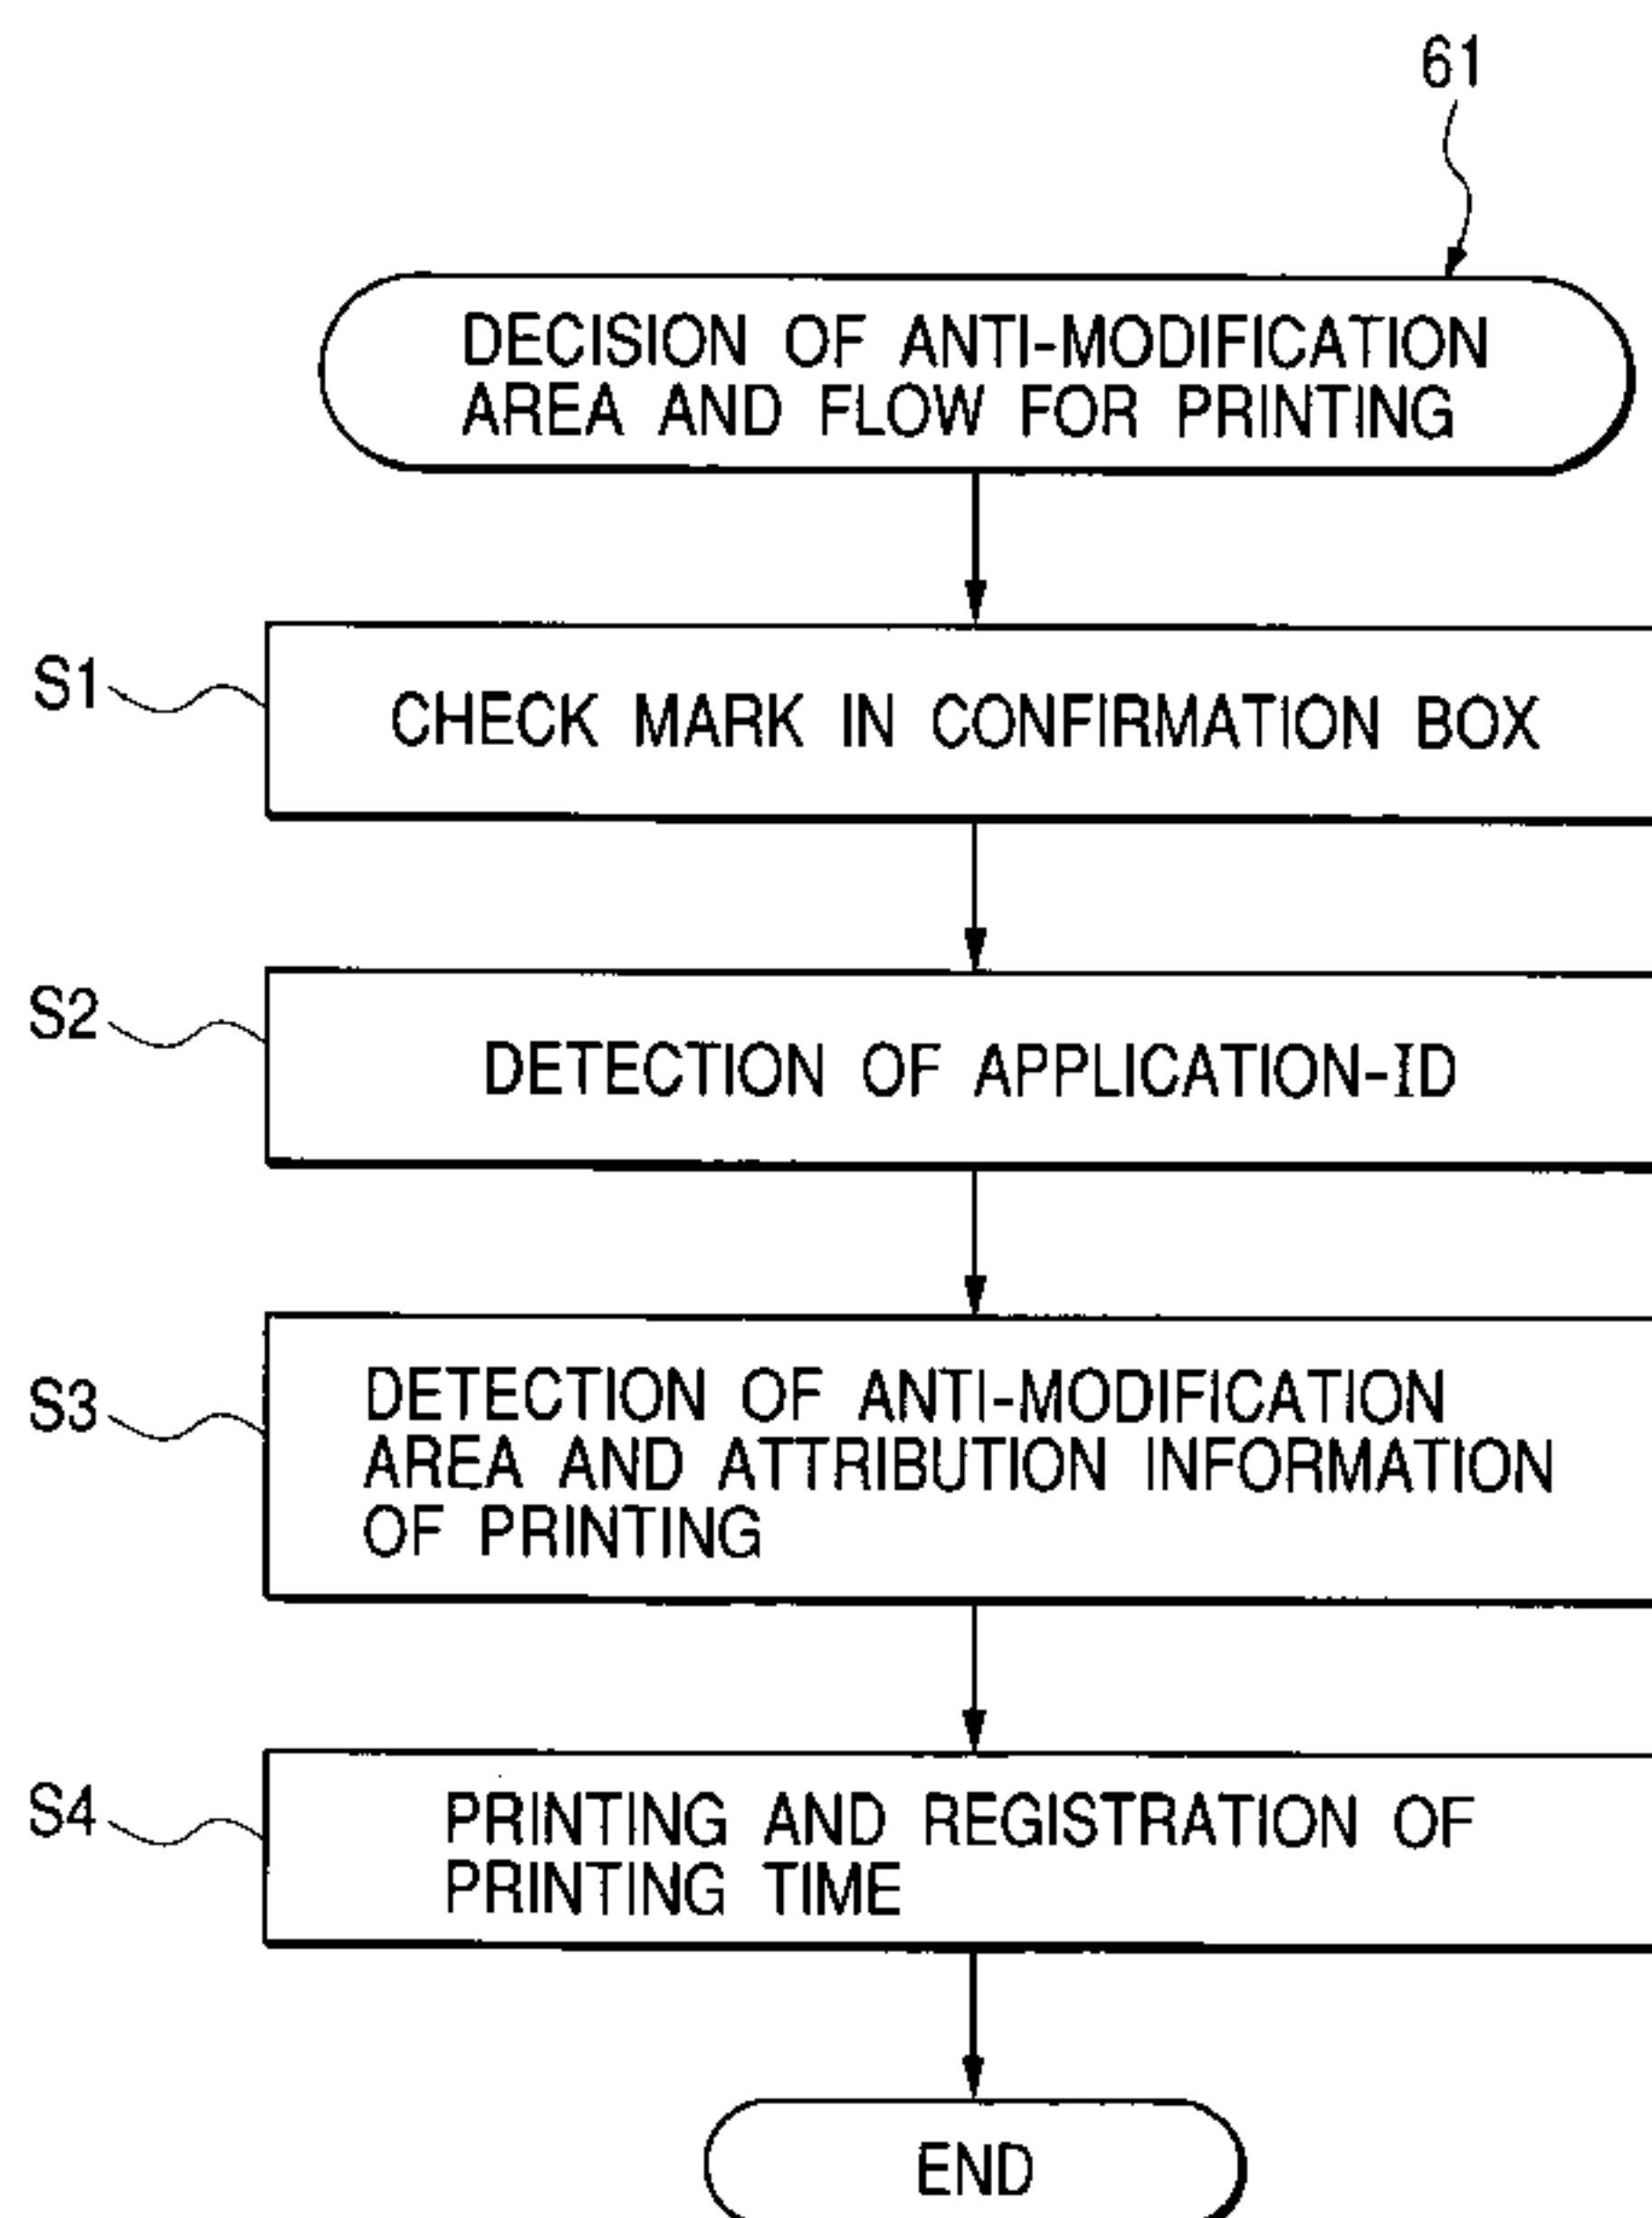 61
DECISION OF ANTI-MODIFICATION
AREA AND FLOW FOR PRINTING
S1
CHECK MARK IN CONFIRMATION BOX
S2
DETECTION OF APPLICATION-ID
S3
DETECTION OF ANTI-MODIFICATION
AREA AND ATTRIBUTION INFORMATION
OF PRINTING
S4
PRINTING AND REGISTRATION OF
PRINTING TIME
END